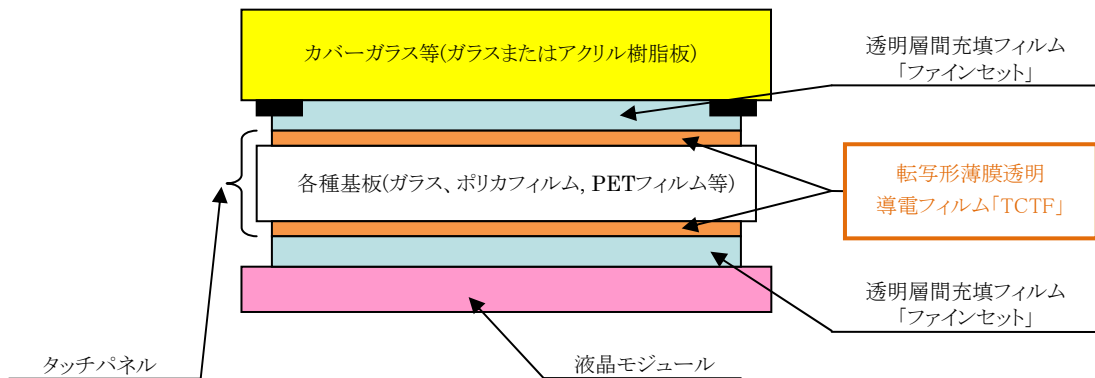 カバーガラス等(ガラスまたはアクリル樹脂板)
透明層間充填フィルム
「ファインセット」
各種基板(ガラス、ポリカフィルム, PETフィルム等)
転写形薄膜透明
導電フィルム「TCTF」
透明層間充填フィルム
「ファインセット」
タッチパネル
液晶モジュール